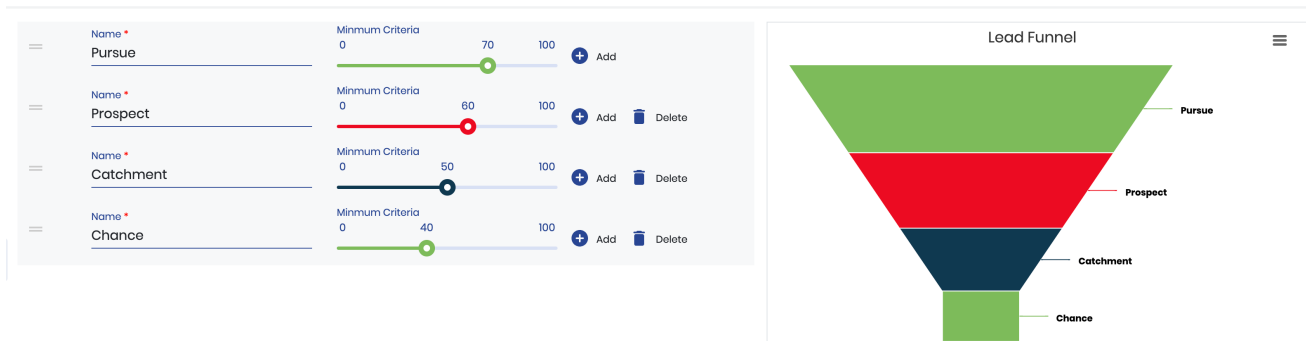 Name *
Pursue
Minmum Criteria
0 70 100
Add
Name *
Prospect
Minmum Criteria
0 60 100
Add Delete
Name *
Catchment
Minmum Criteria
0 50 100
Add Delete
Name *
Chance
Minmum Criteria
0 40 100
Add Delete
Lead Funnel
Pursue
Prospect
Catchment
Chance